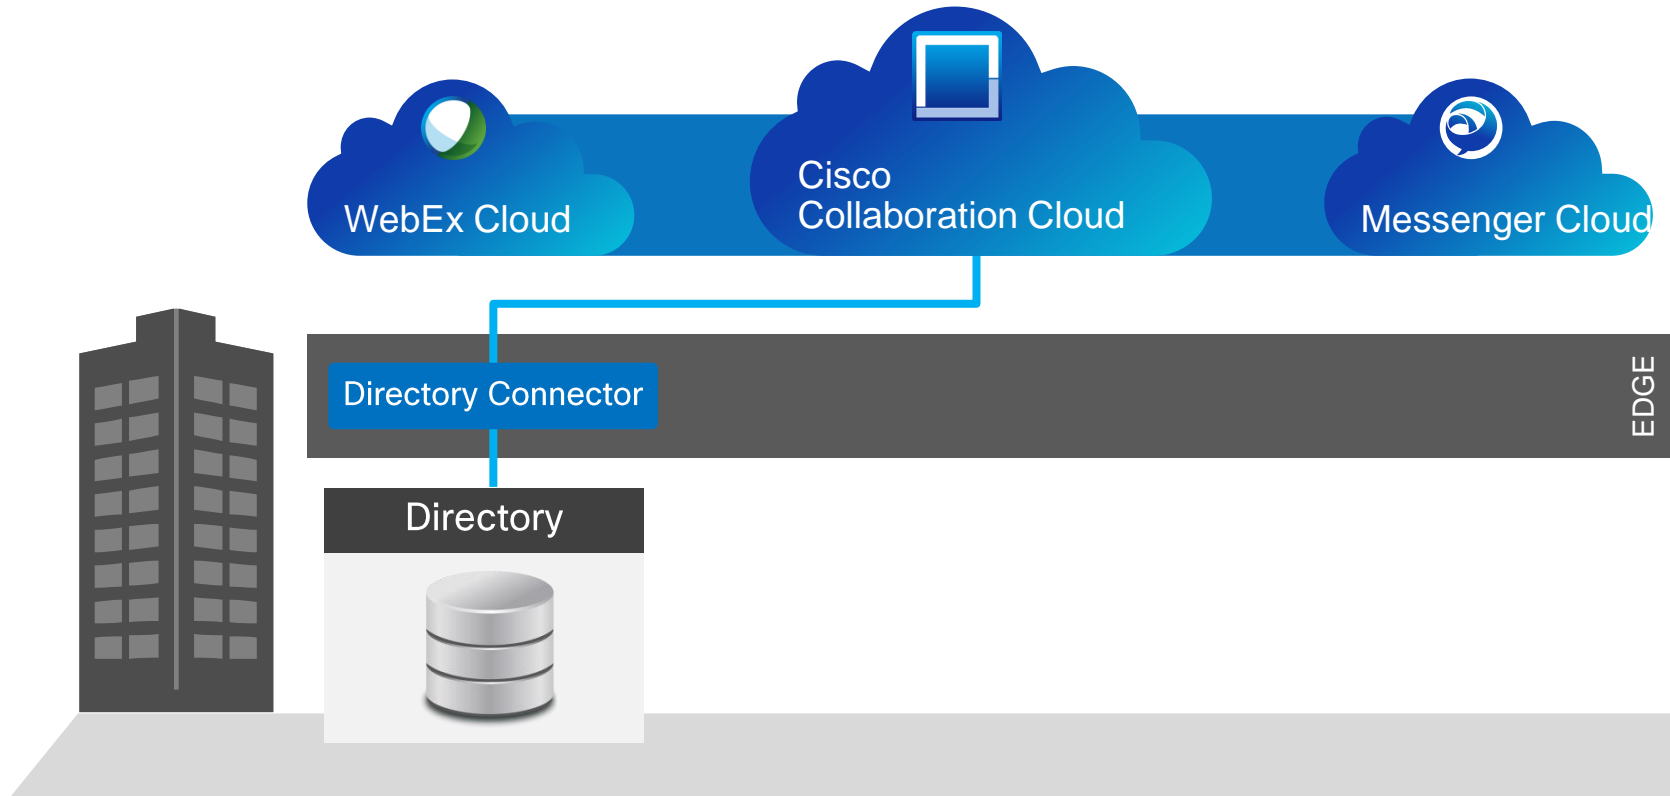 WebEx Cloud
Cisco
Collaboration Cloud
Messenger Cloud
Directory Connector
EDGE
Directory